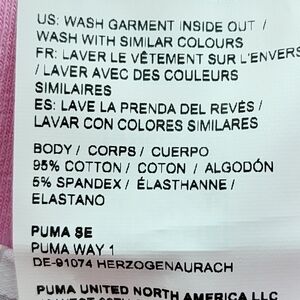 US: WASH GARMENT INSIDE OUT /
WASH WITH SIMILAR COLOURS
FR: LAVER LE VÊTEMENT SUR L'ENVERS
/ LAVER AVEC DES COULEURS
SIMILAIRES
ES: LAVE LA PRENDA DEL REVÉS /
LAVAR CON COLORES SIMILARES
BODY / CORPS / CUERPO
95% COTTON / COTON / ALGODÓN
5% SPANDEX / ÉLASTHANNE /
ELASTANO
PUMA SE
PUMA WAY 1
DE-91074 HERZOGENAURACH
PUMA UNITED NORTH AMERICA LLC